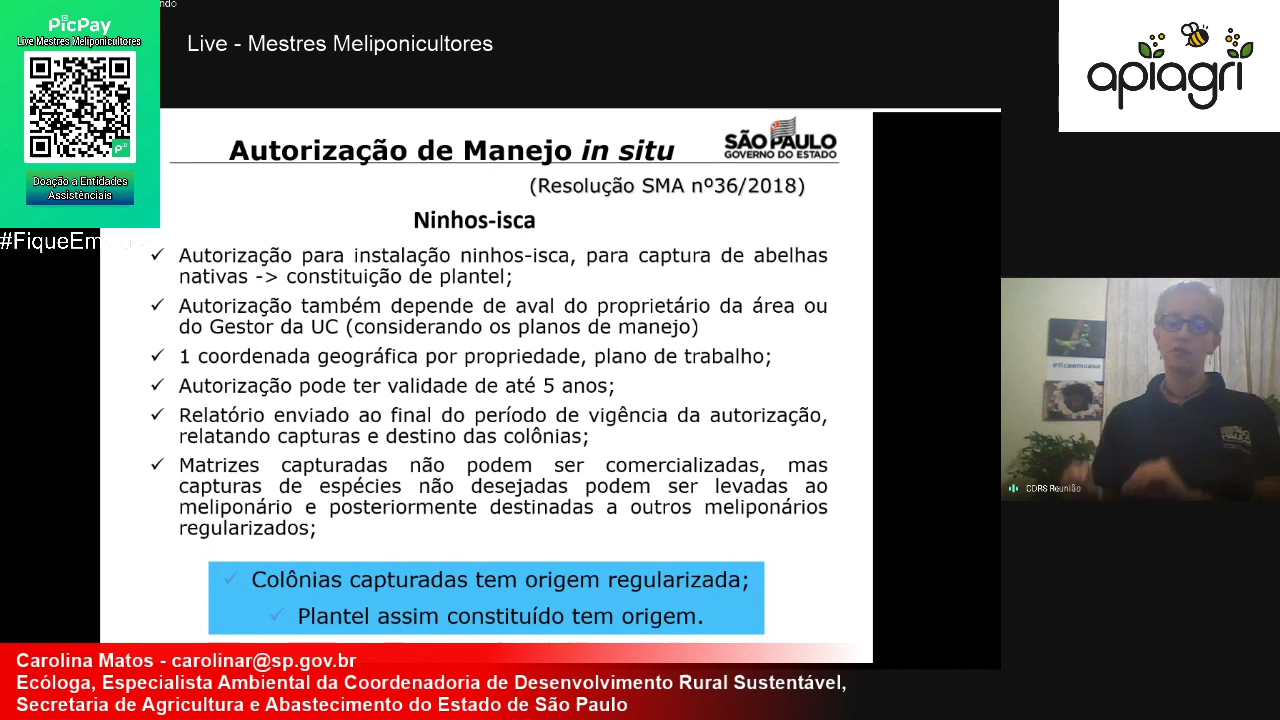 PicPay
Live Mestres Meliponicultores
Doação a Entidades
Assistênciais
#FiqueEm
ndo
Live - Mestres Meliponicultores
apiagri
Autorização de Manejo in situ
SÃO PAULO
GOVERNO DO ESTADO
(Resolução SMA nº36/2018)
Ninhos-isca
✓ Autorização para instalação ninhos-isca, para captura de abelhas
nativas -> constituição de plantel;
✓ Autorização também depende de aval do proprietário da área ou
do Gestor da UC (considerando os planos de manejo)
✓ 1 coordenada geográfica por propriedade, plano de trabalho;
✓ Autorização pode ter validade de até 5 anos;
✓ Relatório enviado ao final do período de vigência da autorização,
relatando capturas e destino das colônias;
✓ Matrizes capturadas não podem ser comercializadas, mas
capturas de espécies não desejadas podem ser levadas ao
meliponário e posteriormente destinadas a outros meliponários
regularizados;
✓ Colônias capturadas tem origem regularizada;
✓ Plantel assim constituído tem origem.
#ficaemcasa
CDRS Reunião
Carolina Matos - carolinar@sp.gov.br
Ecóloga, Especialista Ambiental da Coordenadoria de Desenvolvimento Rural Sustentável,
Secretaria de Agricultura e Abastecimento do Estado de São Paulo